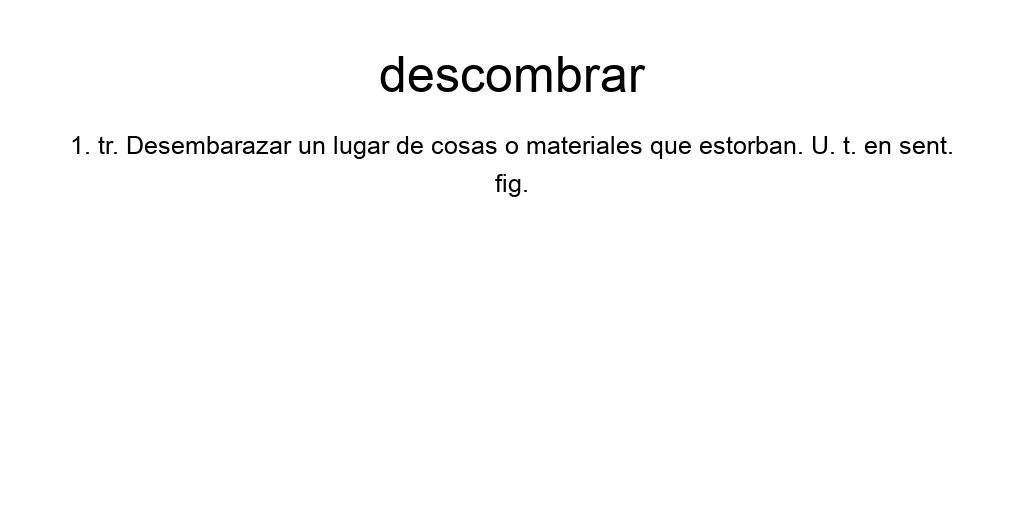 descombrar
1. tr. Desembarazar un lugar de cosas o materiales que estorban. U. t. en sent.
fig.